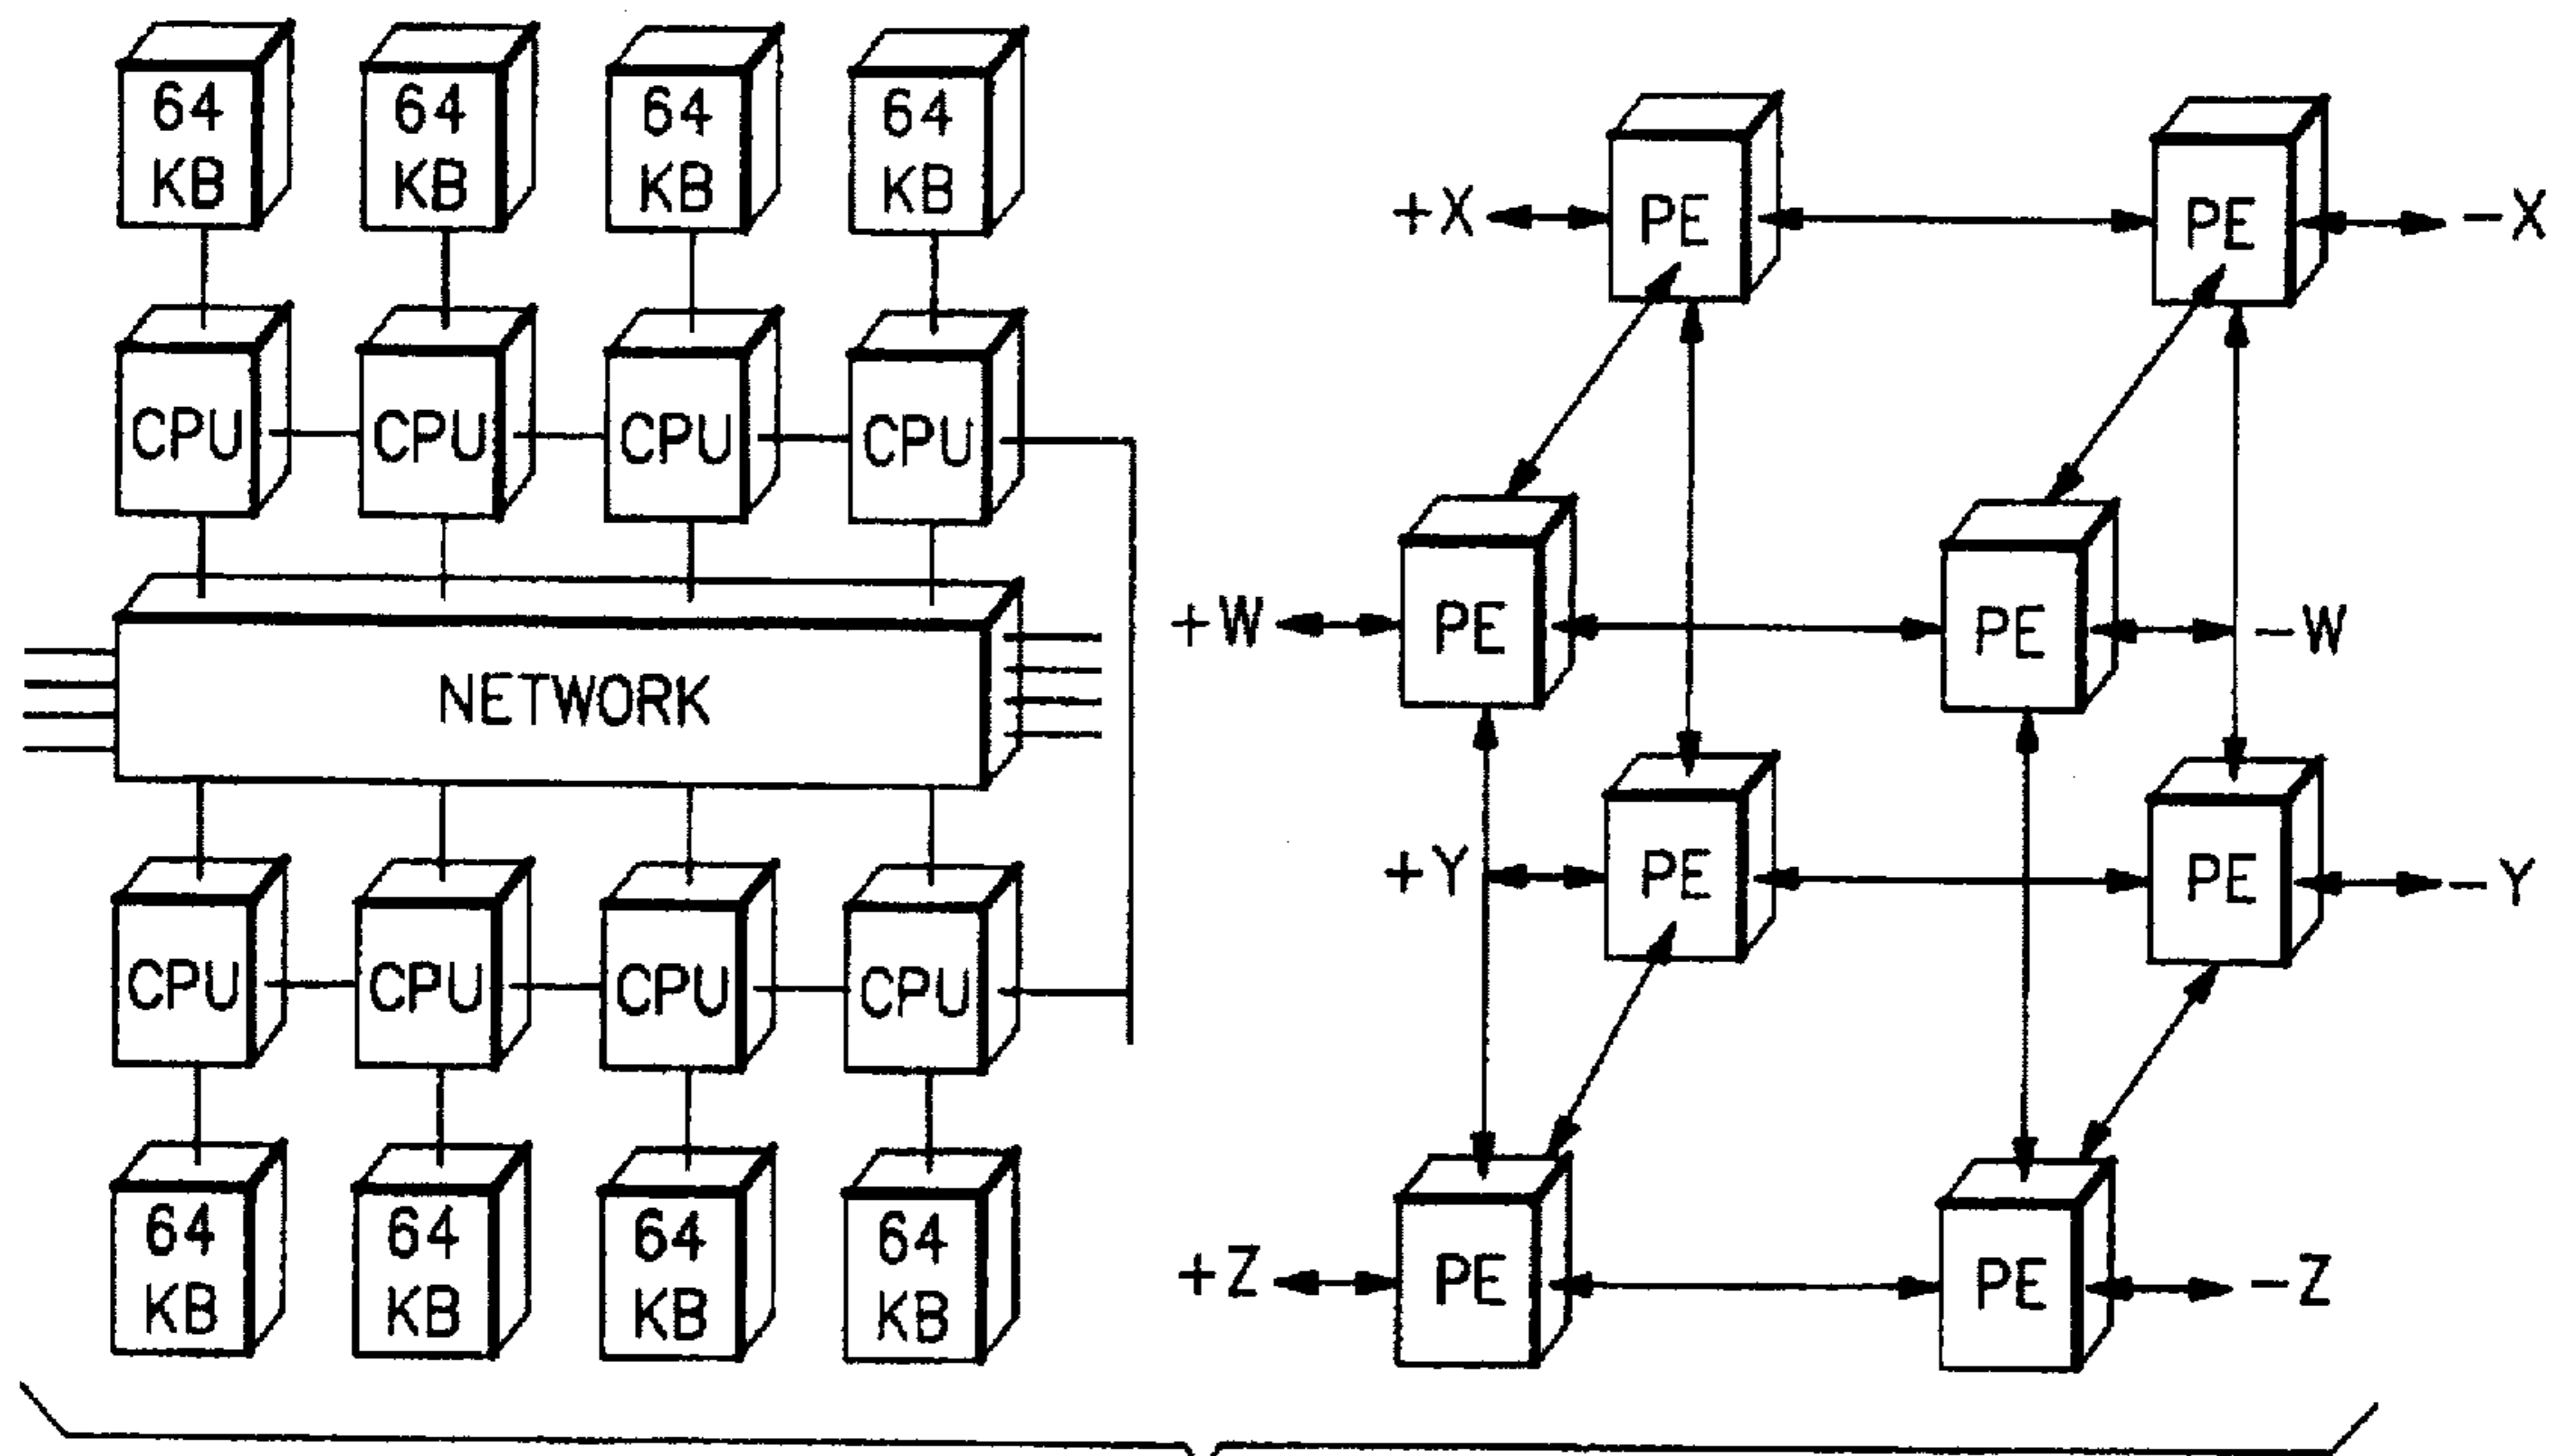 64 64 64 64
KB KB KB KB
CPU CPU CPU CPU
NETWORK
CPU CPU CPU CPU
64 64 64 64
KB KB KB KB
+X PE PE -X
+W PE PE -W
+Y PE PE -Y
+Z PE PE -Z